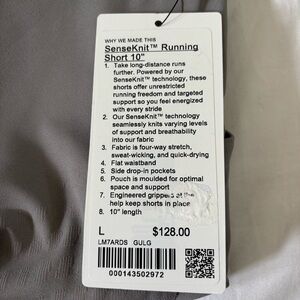 WHY WE MADE THIS
SenseKnit™ Running
Short 10"
1. Take long-distance runs
further. Powered by our
SenseKnit™ technology, these
shorts offer unrestricted
running freedom and targeted
support so you feel energized
with every stride
2. Our SenseKnit™ technology
seamlessly knits varying levels
of support and breathability
into our fabric
3. Fabric is four-way stretch,
sweat-wicking, and quick-drying
4. Flat waistband
5. Side drop-in pockets
6. Pouch is moulded for optimal
space and support
7. Engineered grippers at the
help keep shorts in place
8. 10" length
L $128.00
LM7ARDS GULG
000143502972